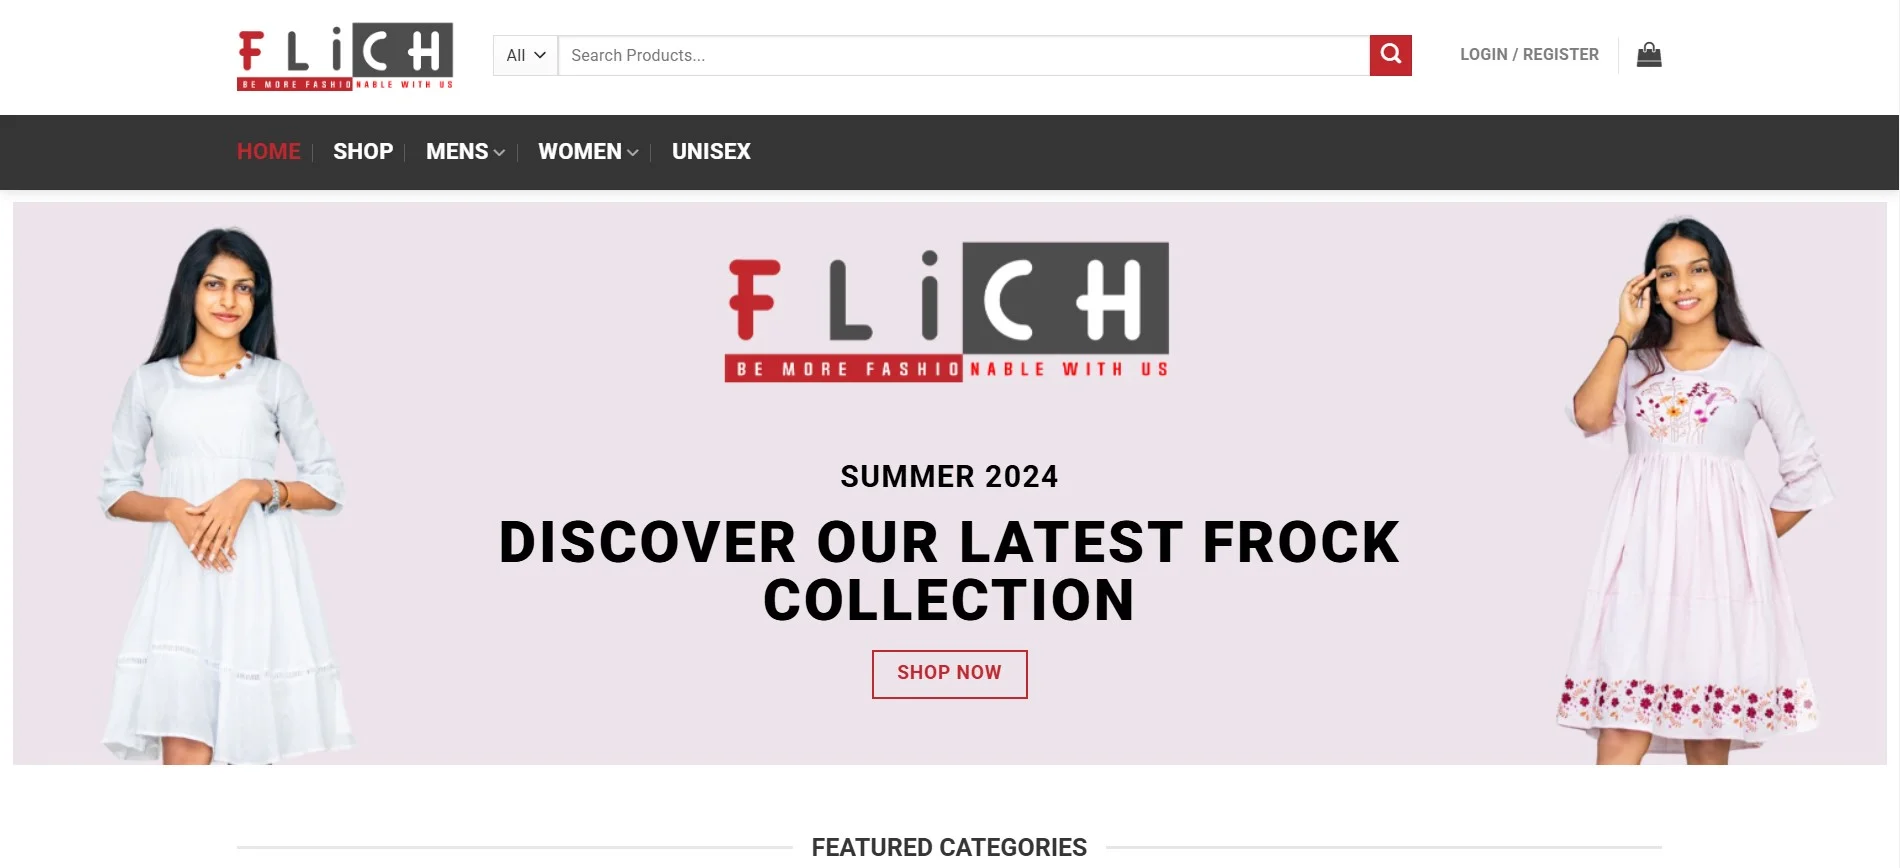 FLiCH
BE MORE FASHIONABLE WITH US
All
Search Products...
LOGIN / REGISTER
HOME
SHOP
MENS
WOMEN
UNISEX
FLiCH
BE MORE FASHIONABLE WITH US
SUMMER 2024
DISCOVER OUR LATEST FROCK
COLLECTION
SHOP NOW
FEATURED CATEGORIES